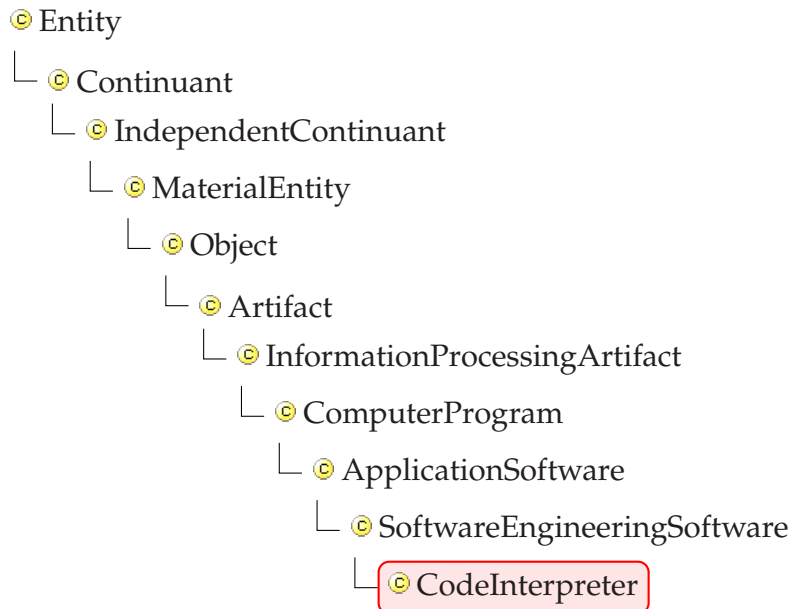 © Entity
© Continuant
© IndependentContinuant
© MaterialEntity
© Object
© Artifact
© InformationProcessingArtifact
© ComputerProgram
© ApplicationSoftware
© SoftwareEngineeringSoftware
© CodeInterpreter